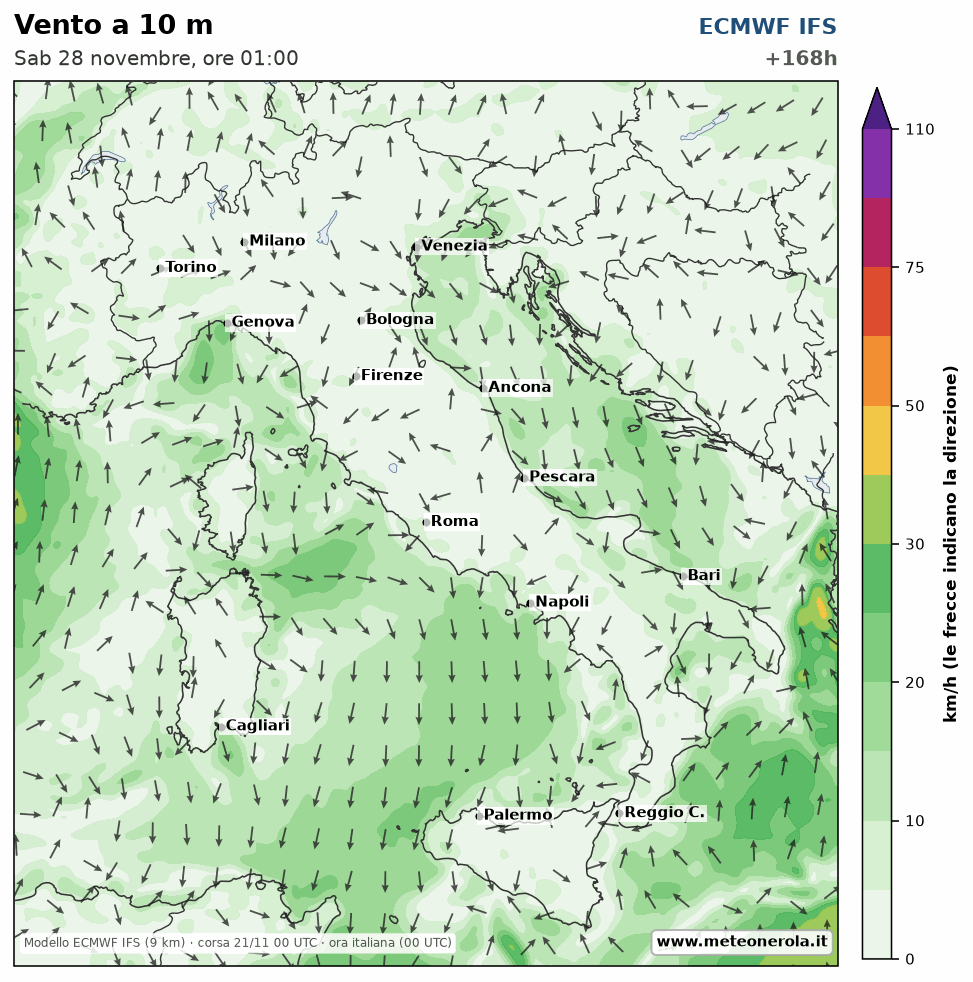 Vento a 10 m
ECMWF IFS
Sab 28 novembre, ore 01:00
+168h
110
75
50
30
20
10
0
km/h (le frecce indicano la direzione)
Milano
Venezia
Torino
Genova
Bologna
Firenze
Ancona
Pescara
Roma
Bari
Napoli
Cagliari
Palermo
Reggio C.
Modello ECMWF IFS (9 km) · corsa 21/11 00 UTC · ora italiana (00 UTC)
www.meteonerola.it